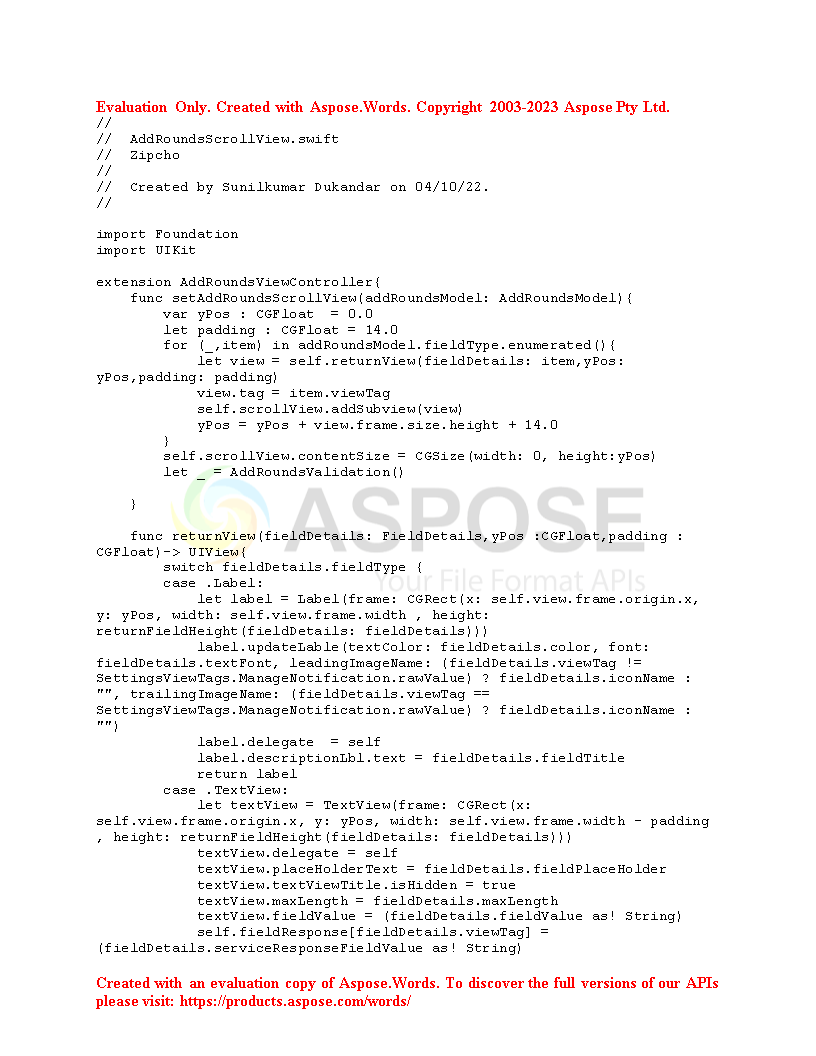 Evaluation Only. Created with Aspose.Words. Copyright 2003-2023 Aspose Pty Ltd.
//
//  AddRoundsScrollView.swift
//  Zipcho
//
//  Created by Sunilkumar Dukandar on 04/10/22.
//
import Foundation
import UIKit
extension AddRoundsViewController{
    func setAddRoundsScrollView(addRoundsModel: AddRoundsModel){
        var yPos : CGFloat  = 0.0
        let padding : CGFloat = 14.0
        for (_,item) in addRoundsModel.fieldType.enumerated(){
            let view = self.returnView(fieldDetails: item,yPos:
yPos,padding: padding)
            view.tag = item.viewTag
            self.scrollView.addSubview(view)
            yPos = yPos + view.frame.size.height + 14.0
        }
        self.scrollView.contentSize = CGSize(width: 0, height:yPos)
        let _ = AddRoundsValidation()
    }
ASPOSE
Your File Format APIs
    func returnView(fieldDetails: FieldDetails,yPos :CGFloat,padding :
CGFloat)-> UIView{
        switch fieldDetails.fieldType {
        case .Label:
            let label = Label(frame: CGRect(x: self.view.frame.origin.x,
y: yPos, width: self.view.frame.width , height:
returnFieldHeight(fieldDetails: fieldDetails)))
            label.updateLable(textColor: fieldDetails.color, font:
fieldDetails.textFont, leadingImageName: (fieldDetails.viewTag !=
SettingsViewTags.ManageNotification.rawValue) ? fieldDetails.iconName :
"", trailingImageName: (fieldDetails.viewTag ==
SettingsViewTags.ManageNotification.rawValue) ? fieldDetails.iconName :
"")
            label.delegate  = self
            label.descriptionLbl.text = fieldDetails.fieldTitle
            return label
        case .TextView:
            let textView = TextView(frame: CGRect(x:
self.view.frame.origin.x, y: yPos, width: self.view.frame.width - padding
, height: returnFieldHeight(fieldDetails: fieldDetails)))
            textView.delegate = self
            textView.placeHolderText = fieldDetails.fieldPlaceHolder
            textView.textViewTitle.isHidden = true
            textView.maxLength = fieldDetails.maxLength
            textView.fieldValue = (fieldDetails.fieldValue as! String)
            self.fieldResponse[fieldDetails.viewTag] =
(fieldDetails.serviceResponseFieldValue as! String)
Created with an evaluation copy of Aspose.Words. To discover the full versions of our APIs
please visit: https://products.aspose.com/words/